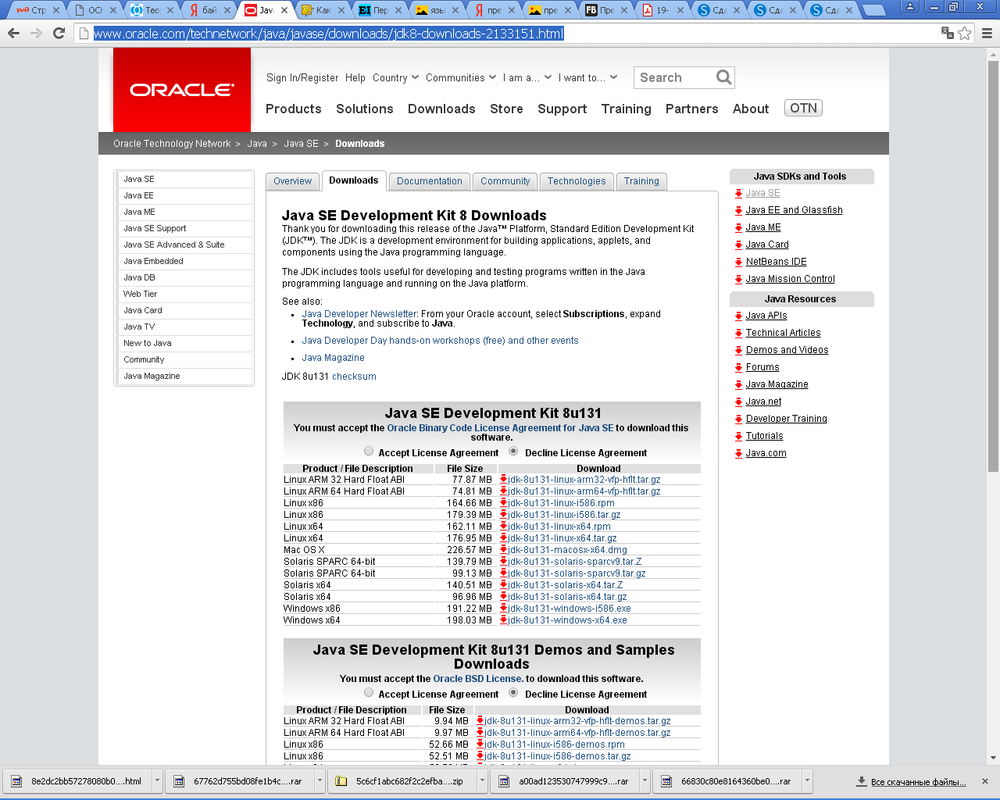 Стр
ОСН
Тео
бай
Jav
Как
Пер
язы
пре
пре
Пре
19-
Сда
Сда
Сда
www.oracle.com/technetwork/java/javase/downloads/jdk8-downloads-2133151.html
ORACLE
Sign In/Register Help Country Communities I am a... I want to... Search
Products Solutions Downloads Store Support Training Partners About OTN
Oracle Technology Network > Java > Java SE > Downloads
Java SE
Java EE
Java ME
Java SE Support
Java SE Advanced & Suite
Java Embedded
Java DB
Web Tier
Java Card
Java TV
New to Java
Community
Java Magazine
Overview Downloads Documentation Community Technologies Training
Java SE Development Kit 8 Downloads
Thank you for downloading this release of the Java™ Platform, Standard Edition Development Kit
(JDK™). The JDK is a development environment for building applications, applets, and
components using the Java programming language.
The JDK includes tools useful for developing and testing programs written in the Java
programming language and running on the Java platform.
See also:
Java Developer Newsletter: From your Oracle account, select Subscriptions, expand
Technology, and subscribe to Java.
Java Developer Day hands-on workshops (free) and other events
Java Magazine
JDK 8u131 checksum
Java SE Development Kit 8u131
You must accept the Oracle Binary Code License Agreement for Java SE to download this
software.
Accept License Agreement Decline License Agreement
Product / File Description File Size Download
Linux ARM 32 Hard Float ABI 77.87 MB jdk-8u131-linux-arm32-vfp-hflt.tar.gz
Linux ARM 64 Hard Float ABI 74.81 MB jdk-8u131-linux-arm64-vfp-hflt.tar.gz
Linux x86 164.66 MB jdk-8u131-linux-i586.rpm
Linux x86 179.39 MB jdk-8u131-linux-i586.tar.gz
Linux x64 162.11 MB jdk-8u131-linux-x64.rpm
Linux x64 176.95 MB jdk-8u131-linux-x64.tar.gz
Mac OS X 226.57 MB jdk-8u131-macosx-x64.dmg
Solaris SPARC 64-bit 139.79 MB jdk-8u131-solaris-sparcv9.tar.Z
Solaris SPARC 64-bit 99.13 MB jdk-8u131-solaris-sparcv9.tar.gz
Solaris x64 140.51 MB jdk-8u131-solaris-x64.tar.Z
Solaris x64 96.96 MB jdk-8u131-solaris-x64.tar.gz
Windows x86 191.22 MB jdk-8u131-windows-i586.exe
Windows x64 198.03 MB jdk-8u131-windows-x64.exe
Java SE Development Kit 8u131 Demos and Samples
Downloads
You must accept the Oracle BSD License. to download this software.
Accept License Agreement Decline License Agreement
Product / File Description File Size Download
Linux ARM 32 Hard Float ABI 9.94 MB jdk-8u131-linux-arm32-vfp-hflt-demos.tar.gz
Linux ARM 64 Hard Float ABI 9.97 MB jdk-8u131-linux-arm64-vfp-hflt-demos.tar.gz
Linux x86 52.66 MB jdk-8u131-linux-i586-demos.rpm
Linux x86 52.51 MB jdk-8u131-linux-i586-demos.tar.gz
Java SDKs and Tools
Java SE
Java EE and Glassfish
Java ME
Java Card
NetBeans IDE
Java Mission Control
Java Resources
Java APIs
Technical Articles
Demos and Videos
Forums
Java Magazine
Java.net
Developer Training
Tutorials
Java.com
8e2dc2bb57278080b0....html
67762d755bd08fe1b4c....rar
5c6cf1abc682f2c2efba....zip
a00ad123530747999c9....rar
66830c80e8164360be0....rar
Все скачанные файлы...